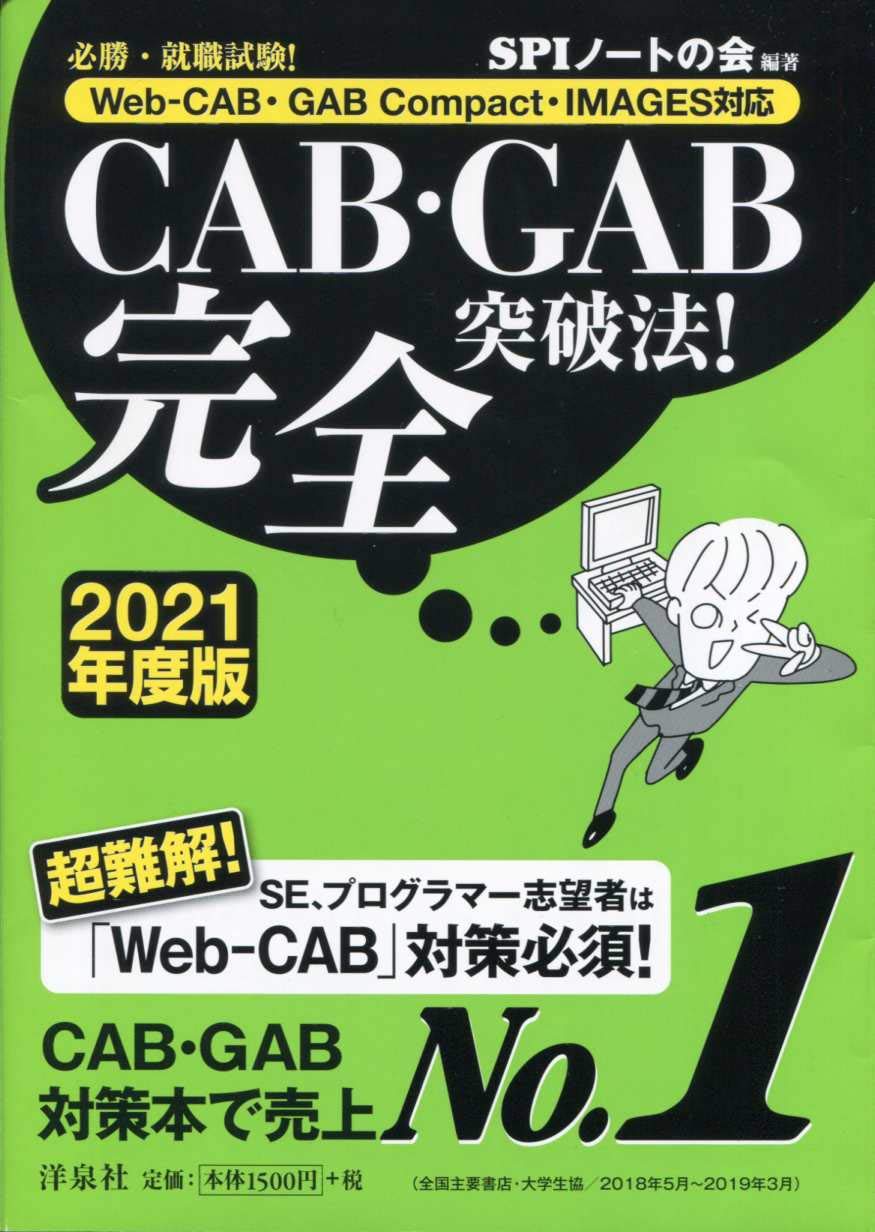 必勝・就職試験!
SPIノートの会 編著
Web-CAB・GAB Compact・IMAGES対応
CAB・GAB
完全
突破法!
2021
年度版
超難解!
SE、プログラマー志望者は
「Web-CAB」対策必須!
CAB・GAB
対策本で売上
No.1
洋泉社 定価:本体1500円+税
(全国主要書店・大学生協/2018年5月~2019年3月)